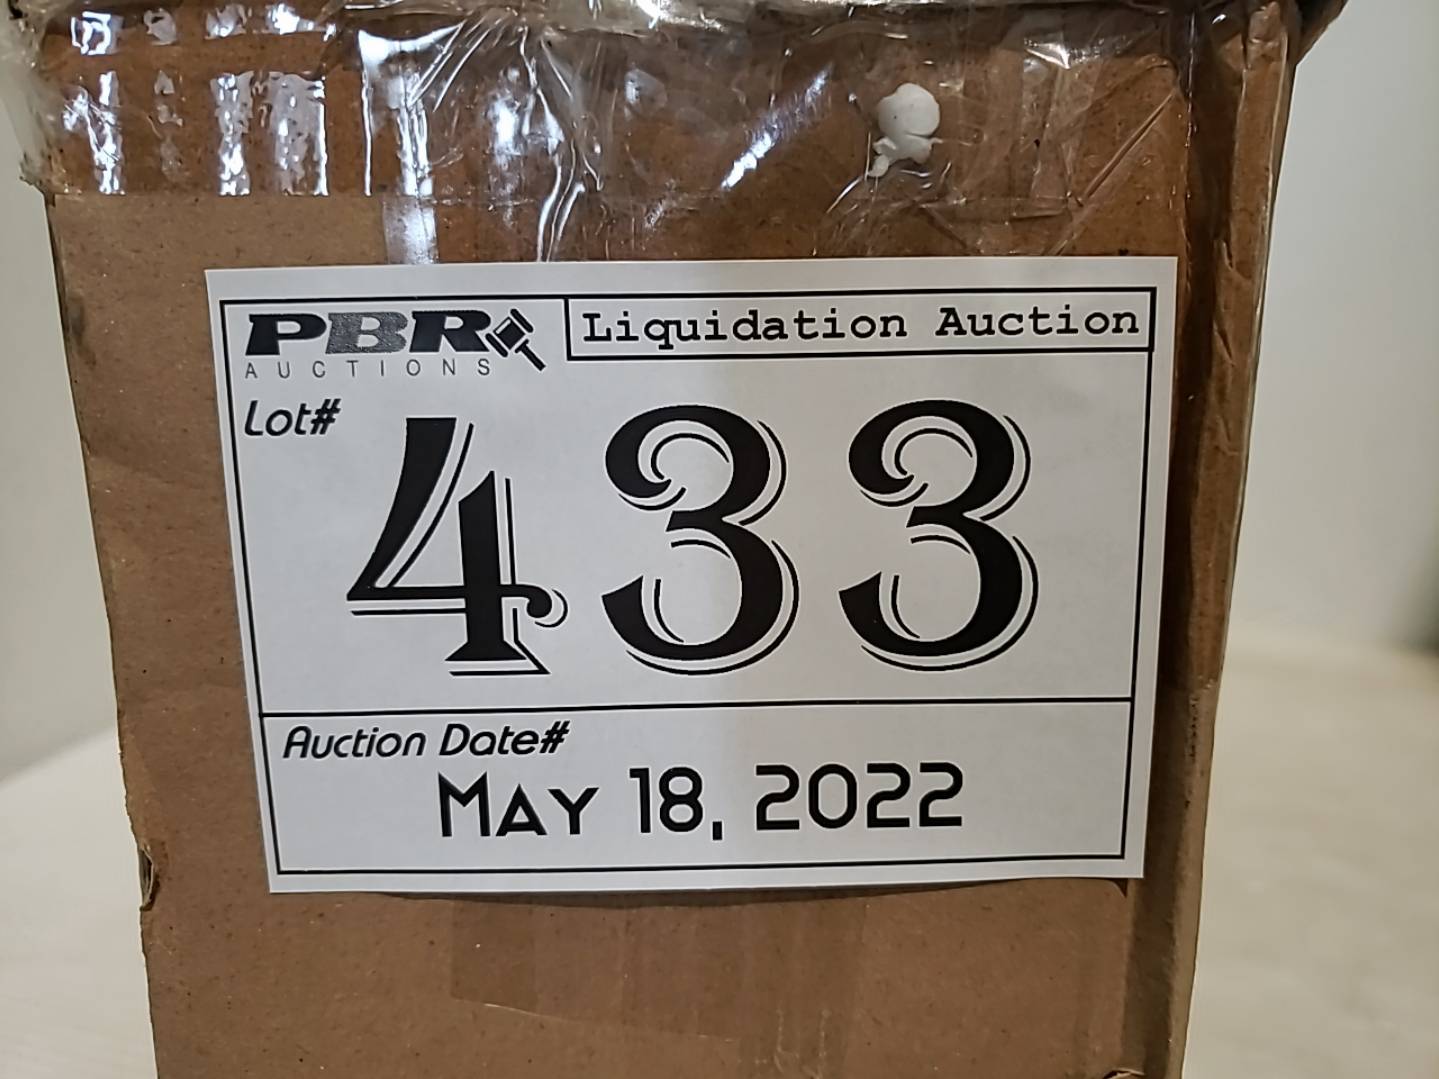 PBR
AUCTIONS
Liquidation Auction
Lot#
433
Auction Date#
May 18, 2022